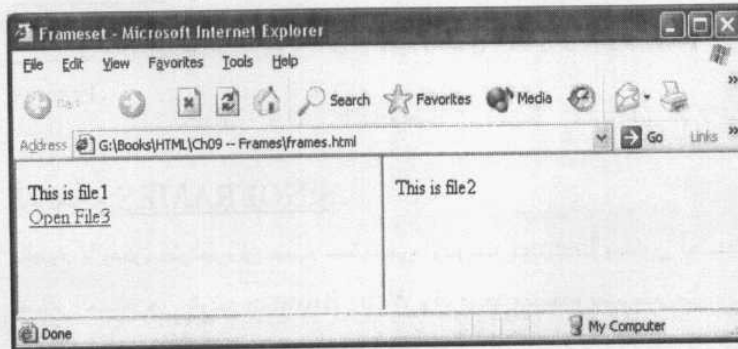 Frameset - Microsoft Internet Explorer
File Edit View Favorites Tools Help
Back Search Favorites Media »
Address G:\Books\HTML\Ch09 -- Frames\frames.html Go Links »
This is file1
Open File3
This is file2
Done My Computer